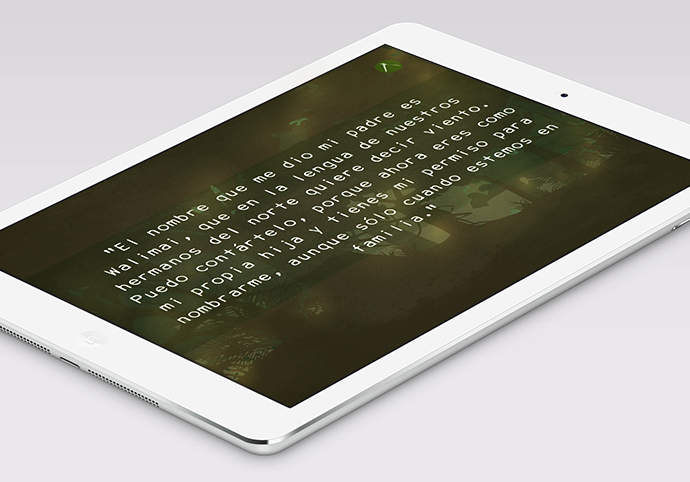 "El nombre que me dio mi padre es
Walimai, que en la lengua de nuestros
hermanos del norte quiere decir viento.
Puedo contártelo, porque ahora eres como
mi propia hija y tienes mi permiso para
nombrarme, aunque sólo cuando estemos en
familia."